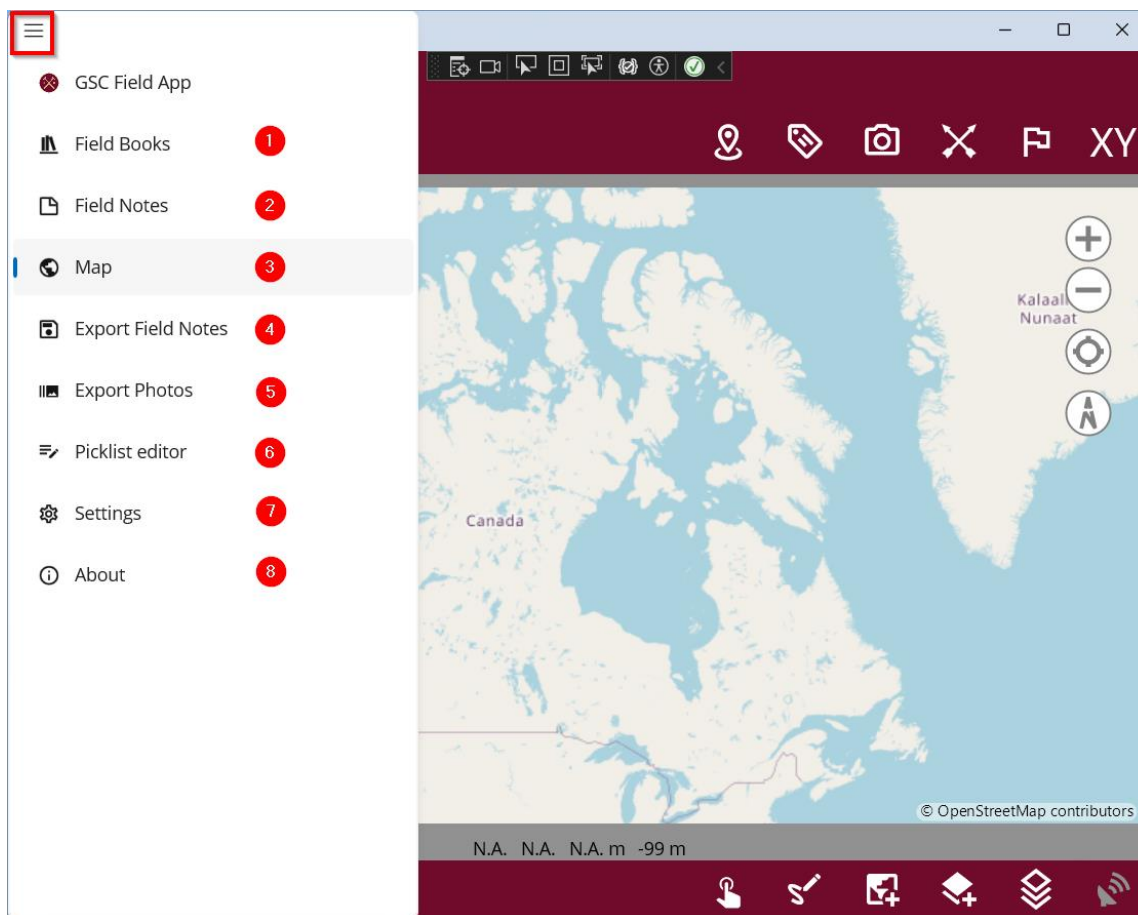 GSC Field App
Field Books 1
Field Notes 2
Map 3
Export Field Notes 4
Export Photos 5
Picklist editor 6
Settings 7
About 8
XY
Kalaall
Nunaat
Canada
© OpenStreetMap contributors
N.A. N.A. N.A. m -99 m